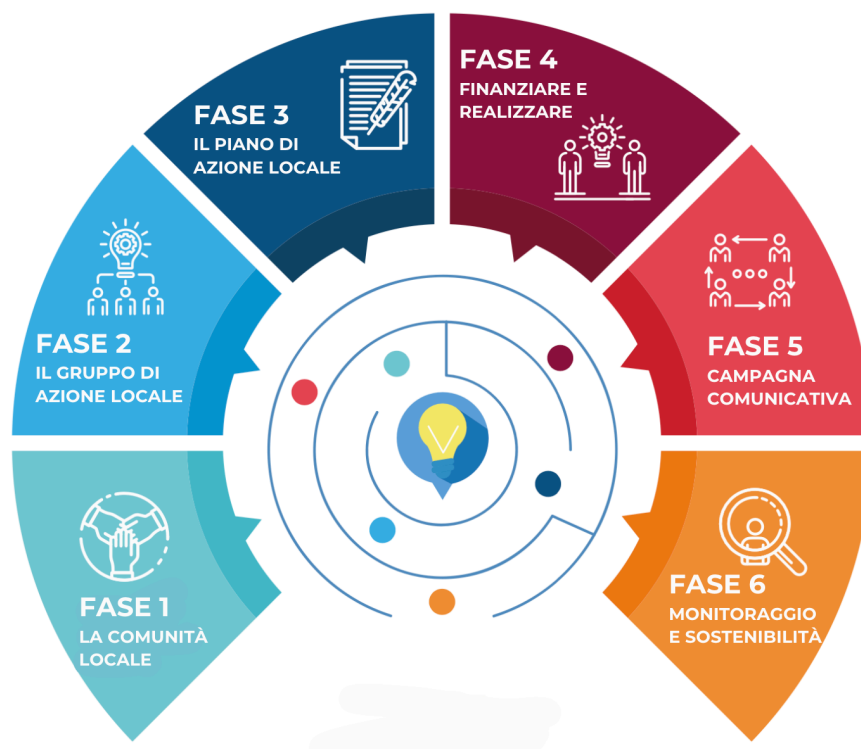 FASE 1
LA COMUNITÀ
LOCALE
FASE 2
IL GRUPPO DI
AZIONE LOCALE
FASE 3
IL PIANO DI
AZIONE LOCALE
FASE 4
FINANZIARE E
REALIZZARE
FASE 5
CAMPAGNA
COMUNICATIVA
FASE 6
MONITORAGGIO
E SOSTENIBILITÀ